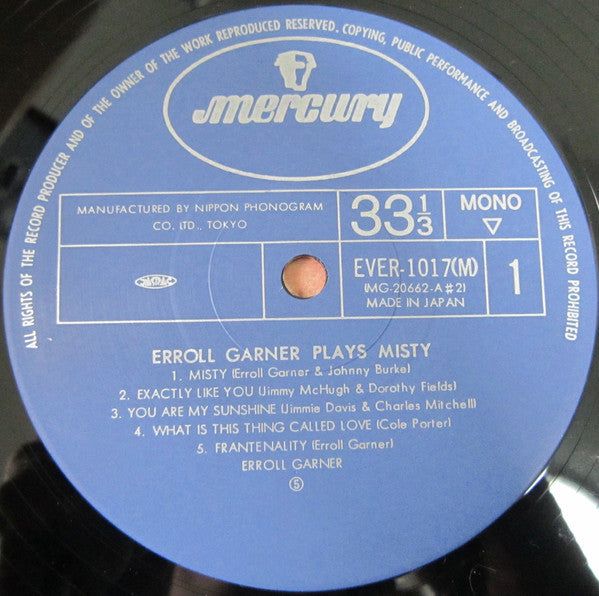 ALL RIGHTS OF THE RECORD PRODUCER AND OF THE OWNER OF THE WORK REPRODUCED RESERVED. COPYING, PUBLIC PERFORMANCE AND BROADCASTING OF THIS RECORD PROHIBITED
mercury
MANUFACTURED BY NIPPON PHONOGRAM
CO. LTD., TOKYO
33 1/3
MONO
▽
JASRAC
EVER-1017(M)
(MG-20662-A#2)
MADE IN JAPAN
1
ERROLL GARNER PLAYS MISTY
1. MISTY (Erroll Garner & Johnny Burke)
2. EXACTLY LIKE YOU (Jimmy McHugh & Dorothy Fields)
3. YOU ARE MY SUNSHINE (Jimmie Davis & Charles Mitchell)
4. WHAT IS THIS THING CALLED LOVE (Cole Porter)
5. FRANTENALITY (Erroll Garner)
ERROLL GARNER
⑤